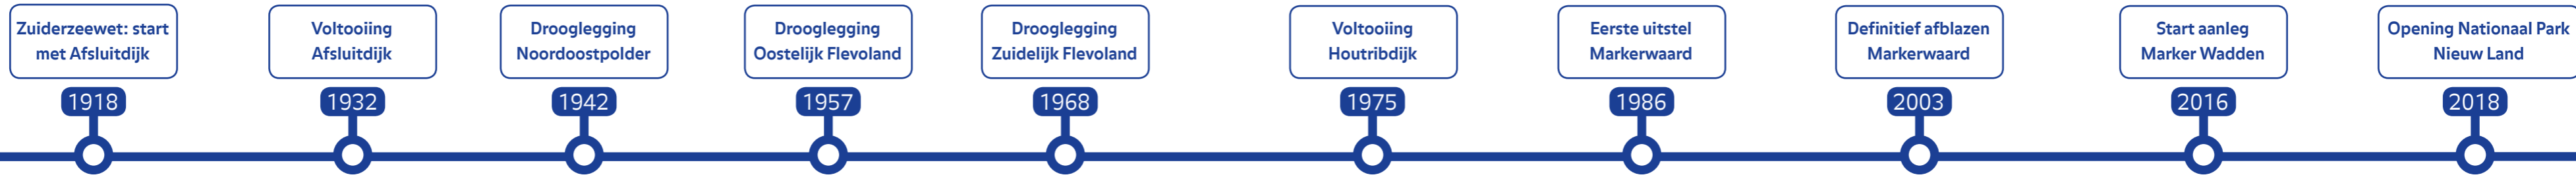 Zuiderzeewet: start
met Afsluitdijk
1918
Voltooiing
Afsluitdijk
1932
Drooglegging
Noordoostpolder
1942
Drooglegging
Oostelijk Flevoland
1957
Drooglegging
Zuidelijk Flevoland
1968
Voltooiing
Houtribdijk
1975
Eerste uitstel
Markerwaard
1986
Definitief afblazen
Markerwaard
2003
Start aanleg
Marker Wadden
2016
Opening Nationaal Park
Nieuw Land
2018